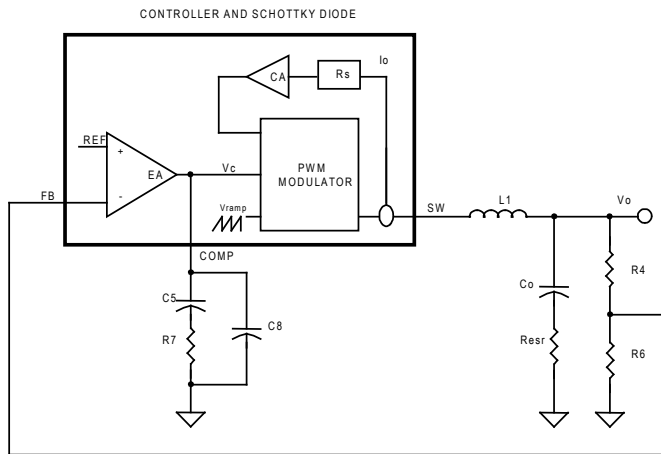 CONTROLLER AND SCHOTTKY DIODE
Io
CA
Rs
REF
+
EA
-
FB
Vc
PWM
MODULATOR
Vramp
SW
L1
Vo
COMP
C5
R7
C8
Co
Resr
R4
R6